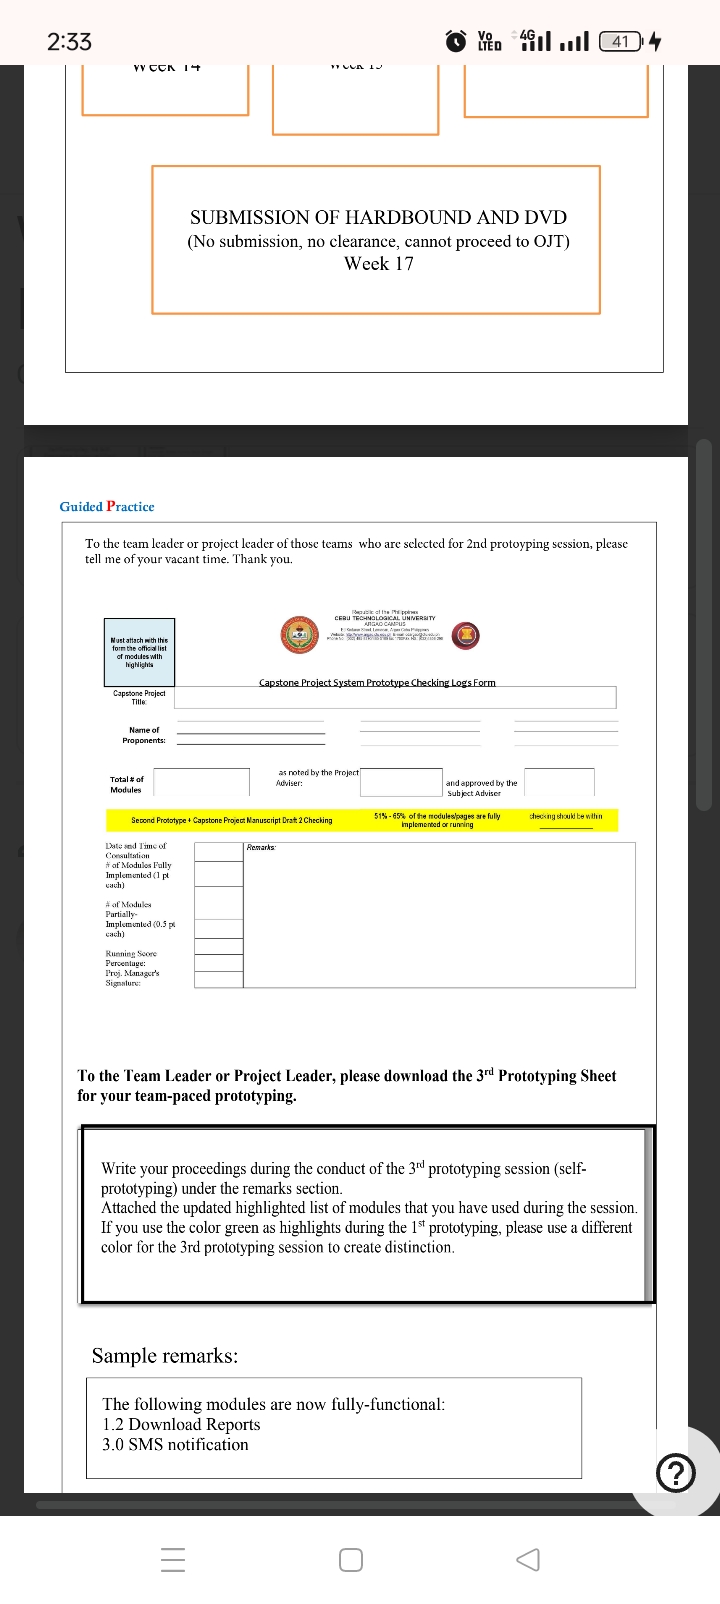 2:33
Vo
LTED
4G
41
Week 14
Week 15
SUBMISSION OF HARDBOUND AND DVD
(No submission, no clearance, cannot proceed to OJT)
Week 17
Guided Practice
To the team leader or project leader of those teams who are selected for 2nd protoyping session, please
tell me of your vacant time. Thank you.
Republic of the Philippines
CEBU TECHNOLOGICAL UNIVERSITY
ARGAO CAMPUS
Must attach with this
form the official list
of modules with
highlights
Capstone Project System Prototype Checking Logs Form
Capstone Project
Title:
Name of
Proponents:
Total # of
Modules
as noted by the Project
Adviser:
and approved by the
Subject Adviser
Second Prototype + Capstone Project Manuscript Draft 2 Checking
51% - 65% of the modules/pages are fully
implemented or running
checking should be within
Date and Time of
Consultation
# of Modules Fully
Implemented (1 pt
each)
# of Modules
Partially-
Implemented (0.5 pt
each)
Running Score
Percentage:
Proj. Manager's
Signature:
Remarks:
To the Team Leader or Project Leader, please download the 3rd Prototyping Sheet
for your team-paced prototyping.
Write your proceedings during the conduct of the 3rd prototyping session (self-
prototyping) under the remarks section.
Attached the updated highlighted list of modules that you have used during the session.
If you use the color green as highlights during the 1st prototyping, please use a different
color for the 3rd prototyping session to create distinction.
Sample remarks:
The following modules are now fully-functional:
1.2 Download Reports
3.0 SMS notification
?